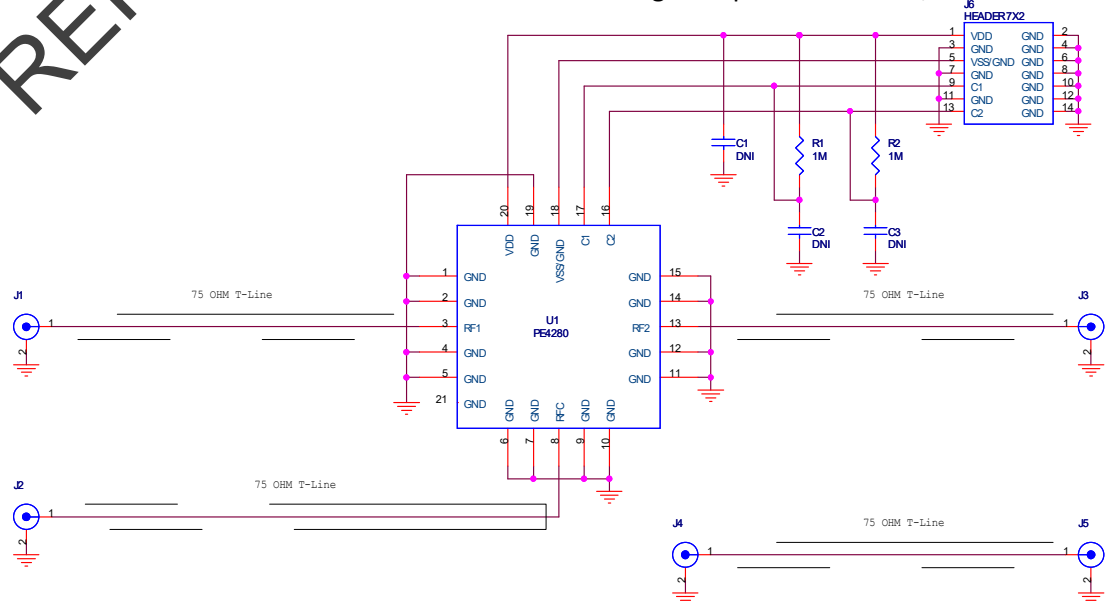 J6
HEADER7X2
1 VDD GND 2
3 GND GND 4
5 VSS/GND GND 6
7 GND GND 8
9 C1 GND 10
11 GND GND 12
13 C2 GND 14
C1
DNI
R1
1M
R2
1M
C2
DNI
C3
DNI
20 19 18 17 16
VDD GND VSS/GND C1 C2
1 GND GND 15
2 GND GND 14
3 RF1 RF2 13
4 GND GND 12
5 GND GND 11
21 GND
U1
PE4280
GND GND RFC GND GND
6 7 8 9 10
J1
75 OHM T-Line
1
2
75 OHM T-Line
J3
1
2
J2
75 OHM T-Line
1
2
J4
75 OHM T-Line
J5
1 1
2 2